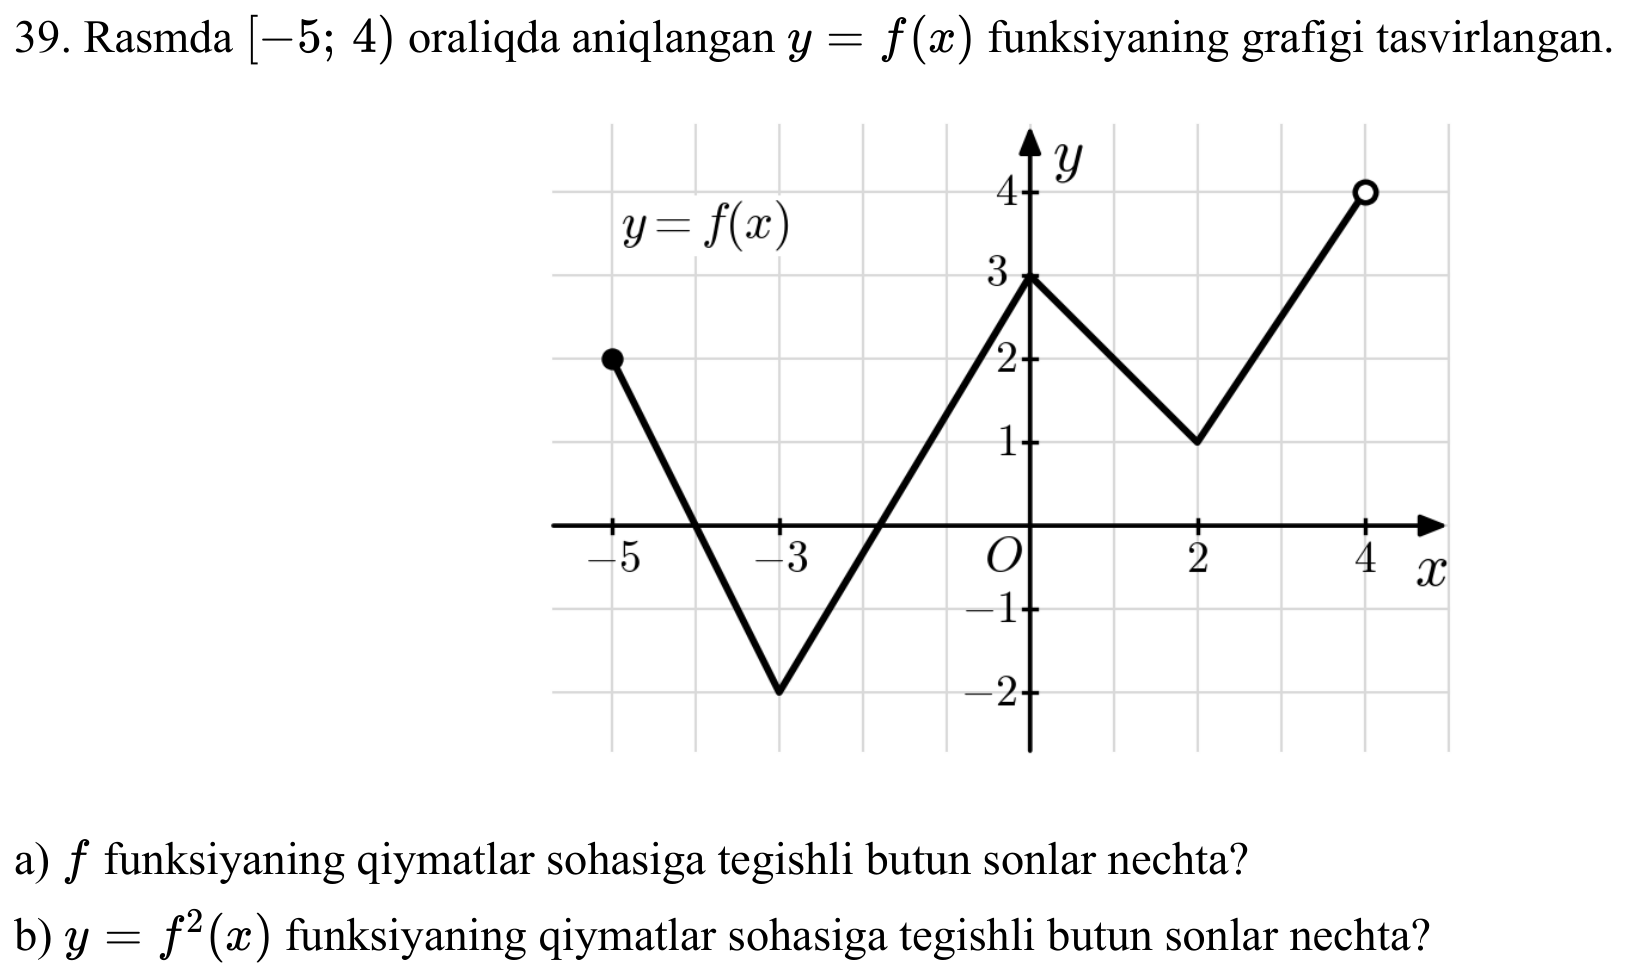 39. Rasmda [−5; 4) oraliqda aniqlangan y = f(x) funksiyaning grafigi tasvirlangan.
y
4
y = f(x)
3
2
1
−5
−3
O
2
4
x
−1
−2
a) f funksiyaning qiymatlar sohasiga tegishli butun sonlar nechta?
b) y = f²(x) funksiyaning qiymatlar sohasiga tegishli butun sonlar nechta?